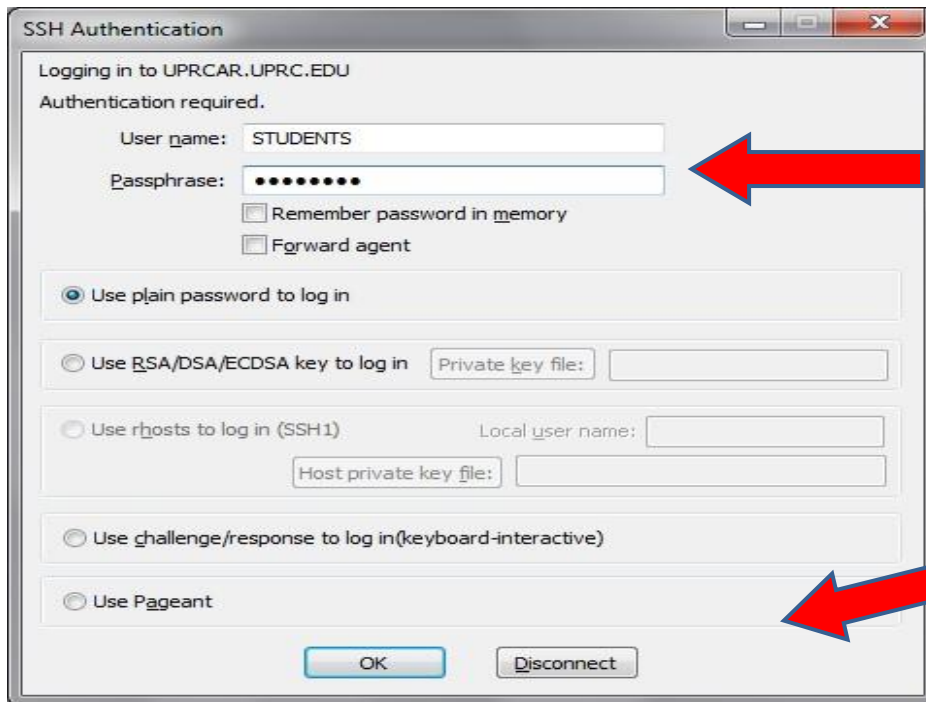 SSH Authentication
Logging in to UPRCAR.UPRC.EDU
Authentication required.
User name: STUDENTS
Passphrase: ••••••••
Remember password in memory
Forward agent
Use plain password to log in
Use RSA/DSA/ECDSA key to log in Private key file:
Use rhosts to log in (SSH1) Local user name:
Host private key file:
Use challenge/response to log in(keyboard-interactive)
Use Pageant
OK Disconnect